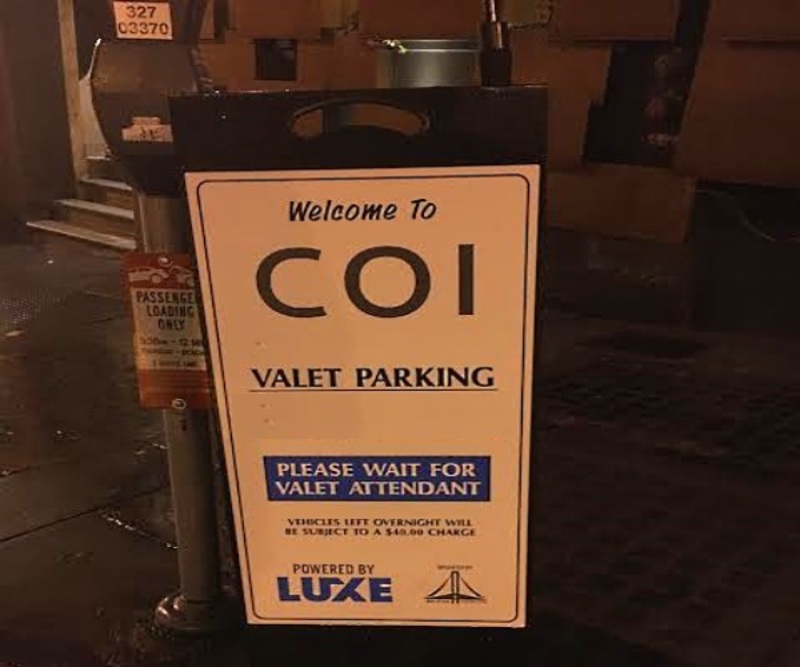 327
03370
Welcome To
COI
PASSENGER
LOADING
ONLY
VALET PARKING
PLEASE WAIT FOR
VALET ATTENDANT
VEHICLES LEFT OVERNIGHT WILL
BE SUBJECT TO A $40.00 CHARGE
POWERED BY
LUXE